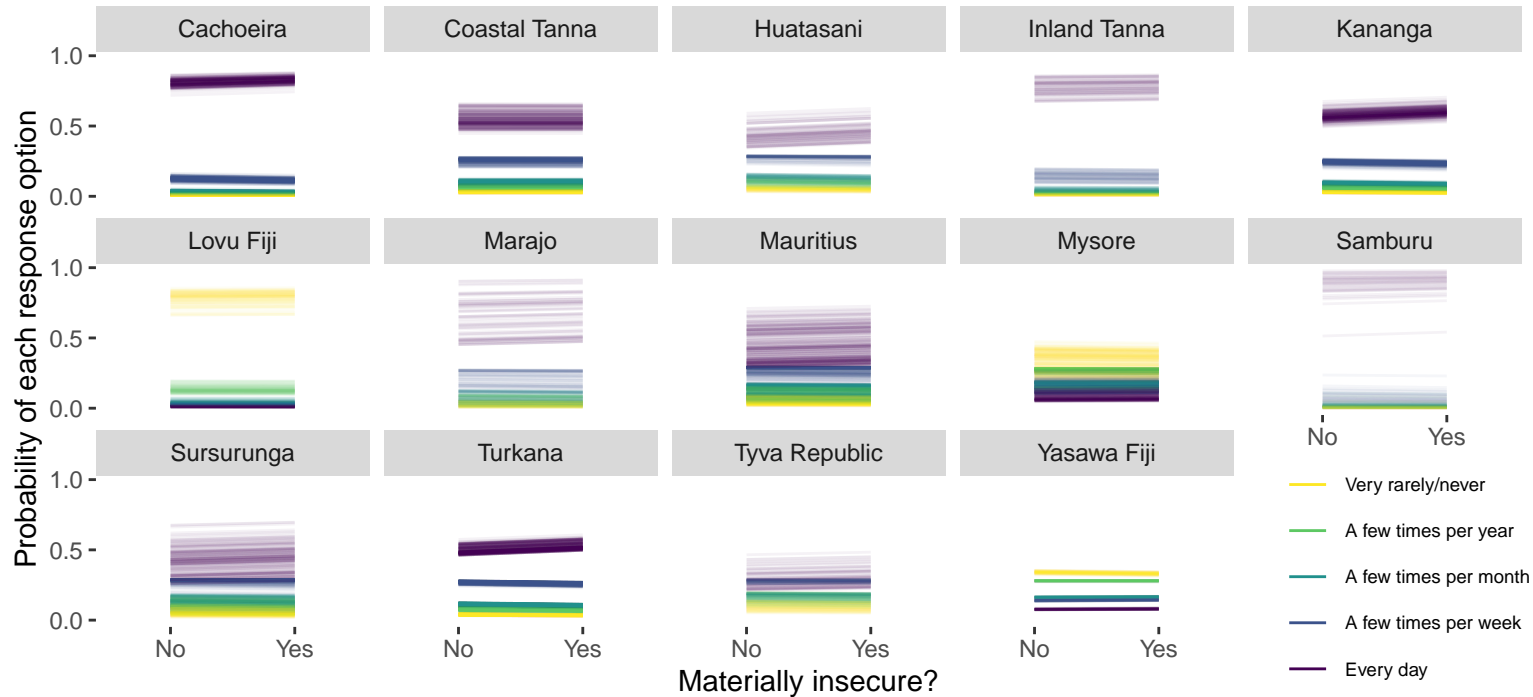 Probability of each response option
Cachoeira
Coastal Tanna
Huatasani
Inland Tanna
Kananga
1.0
0.5
0.0
Lovu Fiji
Marajo
Mauritius
Mysore
Samburu
1.0
0.5
0.0
No
Yes
Sursurunga
Turkana
Tyva Republic
Yasawa Fiji
1.0
0.5
0.0
No
Yes
No
Yes
No
Yes
No
Yes
Materially insecure?
Very rarely/never
A few times per year
A few times per month
A few times per week
Every day